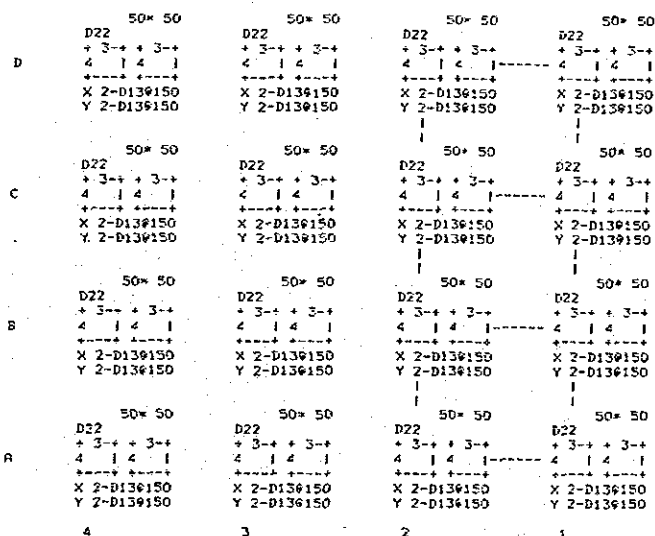 50* 50 50* 50 50* 50 50* 50
D22 D22 D22 D22
+ 3-+ + 3-+ + 3-+ + 3-+ + 3-+ + 3-+ + 3-+ + 3-+
D 4 | 4 | 4 | 4 | 4 | 4 |------- 4 | 4 |
+----+ +----+ +----+ +----+ +----+ +----+ +----+ +----+
X 2-D13@150 X 2-D13@150 X 2-D13@150 X 2-D13@150
Y 2-D13@150 Y 2-D13@150 Y 2-D13@150 Y 2-D13@150
50* 50 50* 50 50* 50 50* 50
D22 D22 D22 D22
+ 3-+ + 3-+ + 3-+ + 3-+ + 3-+ + 3-+ + 3-+ + 3-+
C 4 | 4 | 4 | 4 | 4 | 4 |------- 4 | 4 |
+----+ +----+ +----+ +----+ +----+ +----+ +----+ +----+
X 2-D13@150 X 2-D13@150 X 2-D13@150 X 2-D13@150
Y 2-D13@150 Y 2-D13@150 Y 2-D13@150 Y 2-D13@150
50* 50 50* 50 50* 50 50* 50
D22 D22 D22 D22
+ 3-+ + 3-+ + 3-+ + 3-+ + 3-+ + 3-+ + 3-+ + 3-+
B 4 | 4 | 4 | 4 | 4 | 4 |------- 4 | 4 |
+----+ +----+ +----+ +----+ +----+ +----+ +----+ +----+
X 2-D13@150 X 2-D13@150 X 2-D13@150 X 2-D13@150
Y 2-D13@150 Y 2-D13@150 Y 2-D13@150 Y 2-D13@150
50* 50 50* 50 50* 50 50* 50
D22 D22 D22 D22
+ 3-+ + 3-+ + 3-+ + 3-+ + 3-+ + 3-+ + 3-+ + 3-+
A 4 | 4 | 4 | 4 | 4 | 4 |------- 4 | 4 |
+----+ +----+ +----+ +----+ +----+ +----+ +----+ +----+
X 2-D13@150 X 2-D13@150 X 2-D13@150 X 2-D13@150
Y 2-D13@150 Y 2-D13@150 Y 2-D13@150 Y 2-D13@150
4 3 2 1